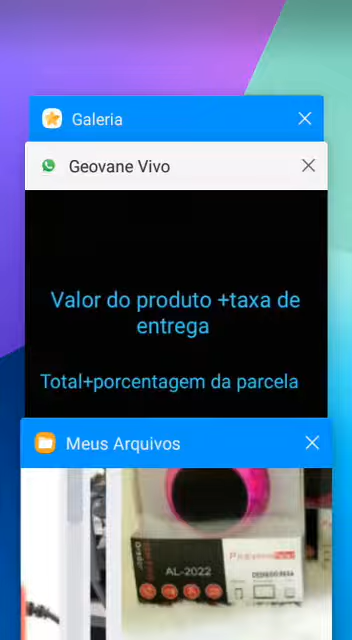 Galeria
Geovane Vivo
Valor do produto +taxa de
entrega
Total+porcentagem da parcela
Meus Arquivos
AL-2022